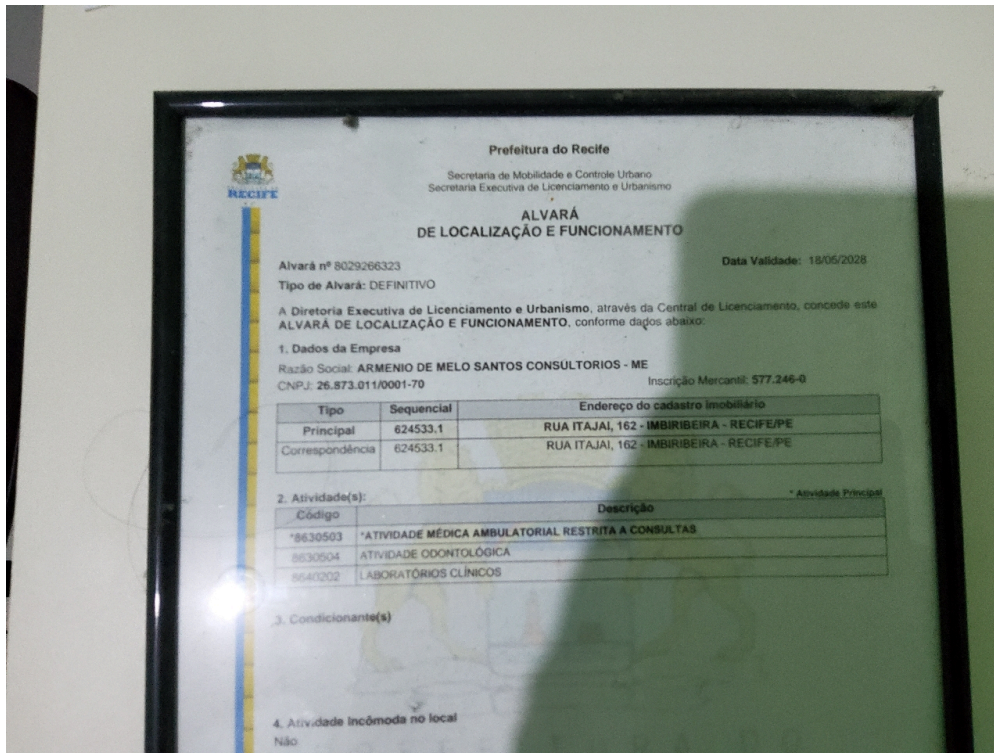 Prefeitura do Recife
Secretaria de Mobilidade e Controle Urbano
Secretaria Executiva de Licenciamento e Urbanismo
RECIFE
ALVARÁ
DE LOCALIZAÇÃO E FUNCIONAMENTO
Alvará nº 8029266323 Data Validade: 18/05/2028
Tipo de Alvará: DEFINITIVO
A Diretoria Executiva de Licenciamento e Urbanismo, através da Central de Licenciamento, concede este
ALVARÁ DE LOCALIZAÇÃO E FUNCIONAMENTO, conforme dados abaixo:
1. Dados da Empresa
Razão Social: ARMENIO DE MELO SANTOS CONSULTORIOS - ME
CNPJ: 26.873.011/0001-70 Inscrição Mercantil: 577.246-0
Tipo Sequencial Endereço do cadastro imobiliário
Principal 624533.1 RUA ITAJAI, 162 - IMBIRIBEIRA - RECIFE/PE
Correspondência 624533.1 RUA ITAJAI, 162 - IMBIRIBEIRA - RECIFE/PE
2. Atividade(s): * Atividade Principal
Código Descrição
*8630503 *ATIVIDADE MÉDICA AMBULATORIAL RESTRITA A CONSULTAS
8630504 ATIVIDADE ODONTOLÓGICA
8640202 LABORATÓRIOS CLÍNICOS
3. Condicionante(s)
4. Atividade Incômoda no local
Não